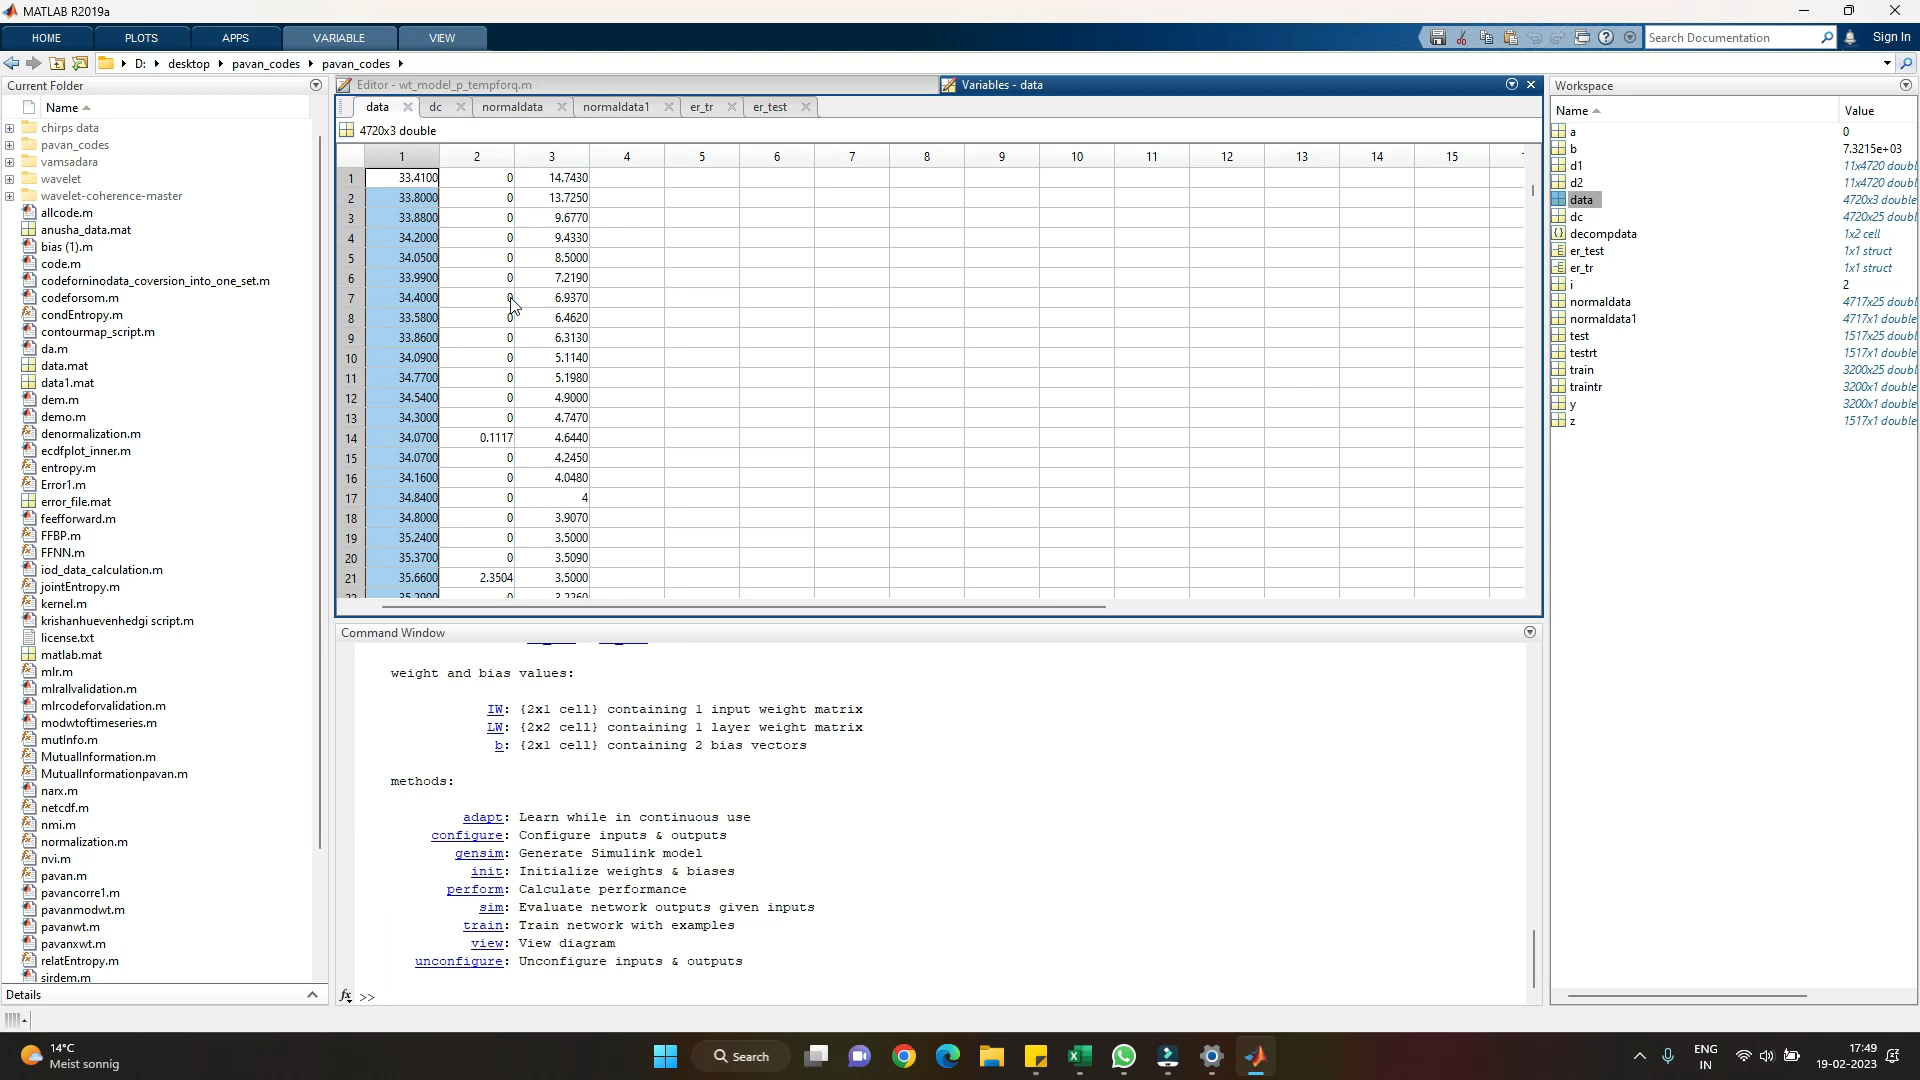 MATLAB R2019a
HOME PLOTS APPS VARIABLE VIEW Search Documentation Sign In
D: desktop pavan_codes pavan_codes
Current Folder
Name
chirps data
pavan_codes
vamsadara
wavelet
wavelet-coherence-master
allcode.m
anusha_data.mat
bias (1).m
code.m
codeforninodata_coversion_into_one_set.m
codeforsom.m
condEntropy.m
contourmap_script.m
da.m
data.mat
data1.mat
dem.m
demo.m
denormalization.m
ecdfplot_inner.m
entropy.m
Error1.m
error_file.mat
feefforward.m
FFBP.m
FFNN.m
iod_data_calculation.m
jointEntropy.m
kernel.m
krishanhuevenhedgi script.m
license.txt
matlab.mat
mlr.m
mlrallvalidation.m
mlrcodeforvalidation.m
modwtoftimeseries.m
mutInfo.m
MutualInformation.m
MutualInformationpavan.m
narx.m
netcdf.m
nmi.m
normalization.m
nvi.m
pavan.m
pavancorre1.m
pavanmodwt.m
pavanwt.m
pavanxwt.m
relatEntropy.m
sirdem.m
Details
Editor - wt_model_p_tempforq.m
Variables - data
data dc normaldata normaldata1 er_tr er_test
4720x3 double
1 2 3 4 5 6 7 8 9 10 11 12 13 14 15
1 33.4100 0 14.7430
2 33.8000 0 13.7250
3 33.8800 0 9.6770
4 34.2000 0 9.4330
5 34.0500 0 8.5000
6 33.9900 0 7.2190
7 34.4000 0 6.9370
8 33.5800 0 6.4620
9 33.8600 0 6.3130
10 34.0900 0 5.1140
11 34.7700 0 5.1980
12 34.5400 0 4.9000
13 34.3000 0 4.7470
14 34.0700 0.1117 4.6440
15 34.0700 0 4.2450
16 34.1600 0 4.0480
17 34.8400 0 4
18 34.8000 0 3.9070
19 35.2400 0 3.5000
20 35.3700 0 3.5090
21 35.6600 2.3504 3.5000
22 35.2900 0 3.2260
Command Window
weight and bias values:
IW: {2x1 cell} containing 1 input weight matrix
LW: {2x2 cell} containing 1 layer weight matrix
b: {2x1 cell} containing 2 bias vectors
methods:
adapt: Learn while in continuous use
configure: Configure inputs & outputs
gensim: Generate Simulink model
init: Initialize weights & biases
perform: Calculate performance
sim: Evaluate network outputs given inputs
train: Train network with examples
view: View diagram
unconfigure: Unconfigure inputs & outputs
fx >>
Workspace
Name Value
a 0
b 7.3215e+03
d1 11x4720 doubl
d2 11x4720 doubl
data 4720x3 double
dc 4720x25 doubl
decompdata 1x2 cell
er_test 1x1 struct
er_tr 1x1 struct
i 2
normaldata 4717x25 doubl
normaldata1 4717x1 double
test 1517x25 doubl
testrt 1517x1 double
train 3200x25 doubl
traintr 3200x1 double
y 3200x1 double
z 1517x1 double
14°C
Meist sonnig
Search
ENG
IN
17:49
19-02-2023